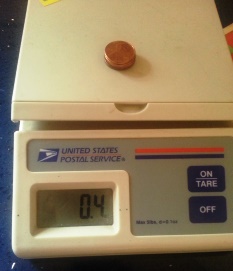 UNITED STATES
POSTAL SERVICE
ON
TARE
OFF
0.4